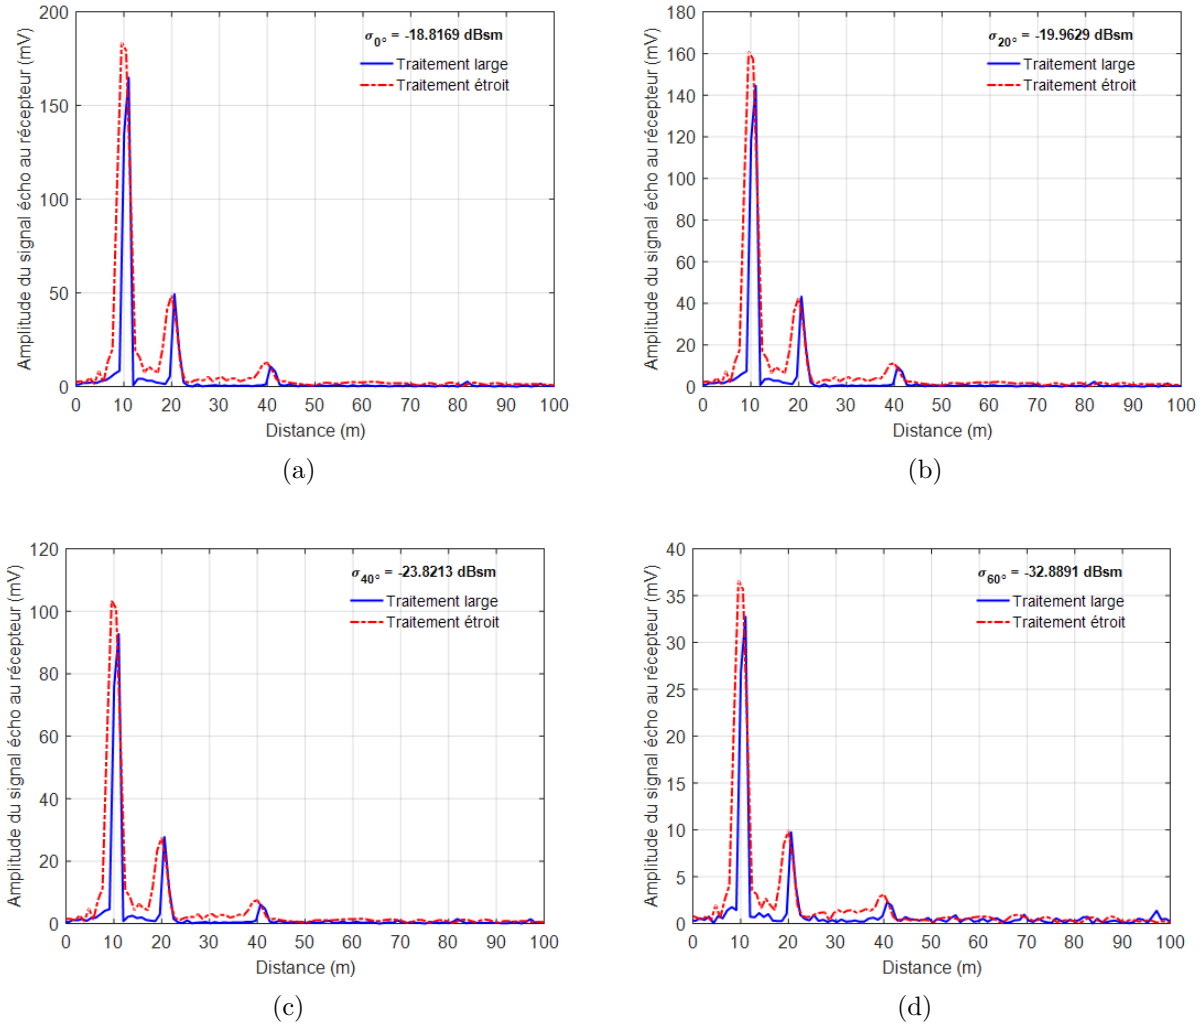 σ0° = -18.8169 dBsm
Traitement large
Traitement étroit
Amplitude du signal écho au récepteur (mV)
200
150
100
50
0
0 10 20 30 40 50 60 70 80 90 100
Distance (m)
(a)
σ20° = -19.9629 dBsm
Traitement large
Traitement étroit
Amplitude du signal écho au récepteur (mV)
180
160
140
120
100
80
60
40
20
0
0 10 20 30 40 50 60 70 80 90 100
Distance (m)
(b)
σ40° = -23.8213 dBsm
Traitement large
Traitement étroit
Amplitude du signal écho au récepteur (mV)
120
100
80
60
40
20
0
0 10 20 30 40 50 60 70 80 90 100
Distance (m)
(c)
σ60° = -32.8891 dBsm
Traitement large
Traitement étroit
Amplitude du signal écho au récepteur (mV)
40
35
30
25
20
15
10
5
0
0 10 20 30 40 50 60 70 80 90 100
Distance (m)
(d)